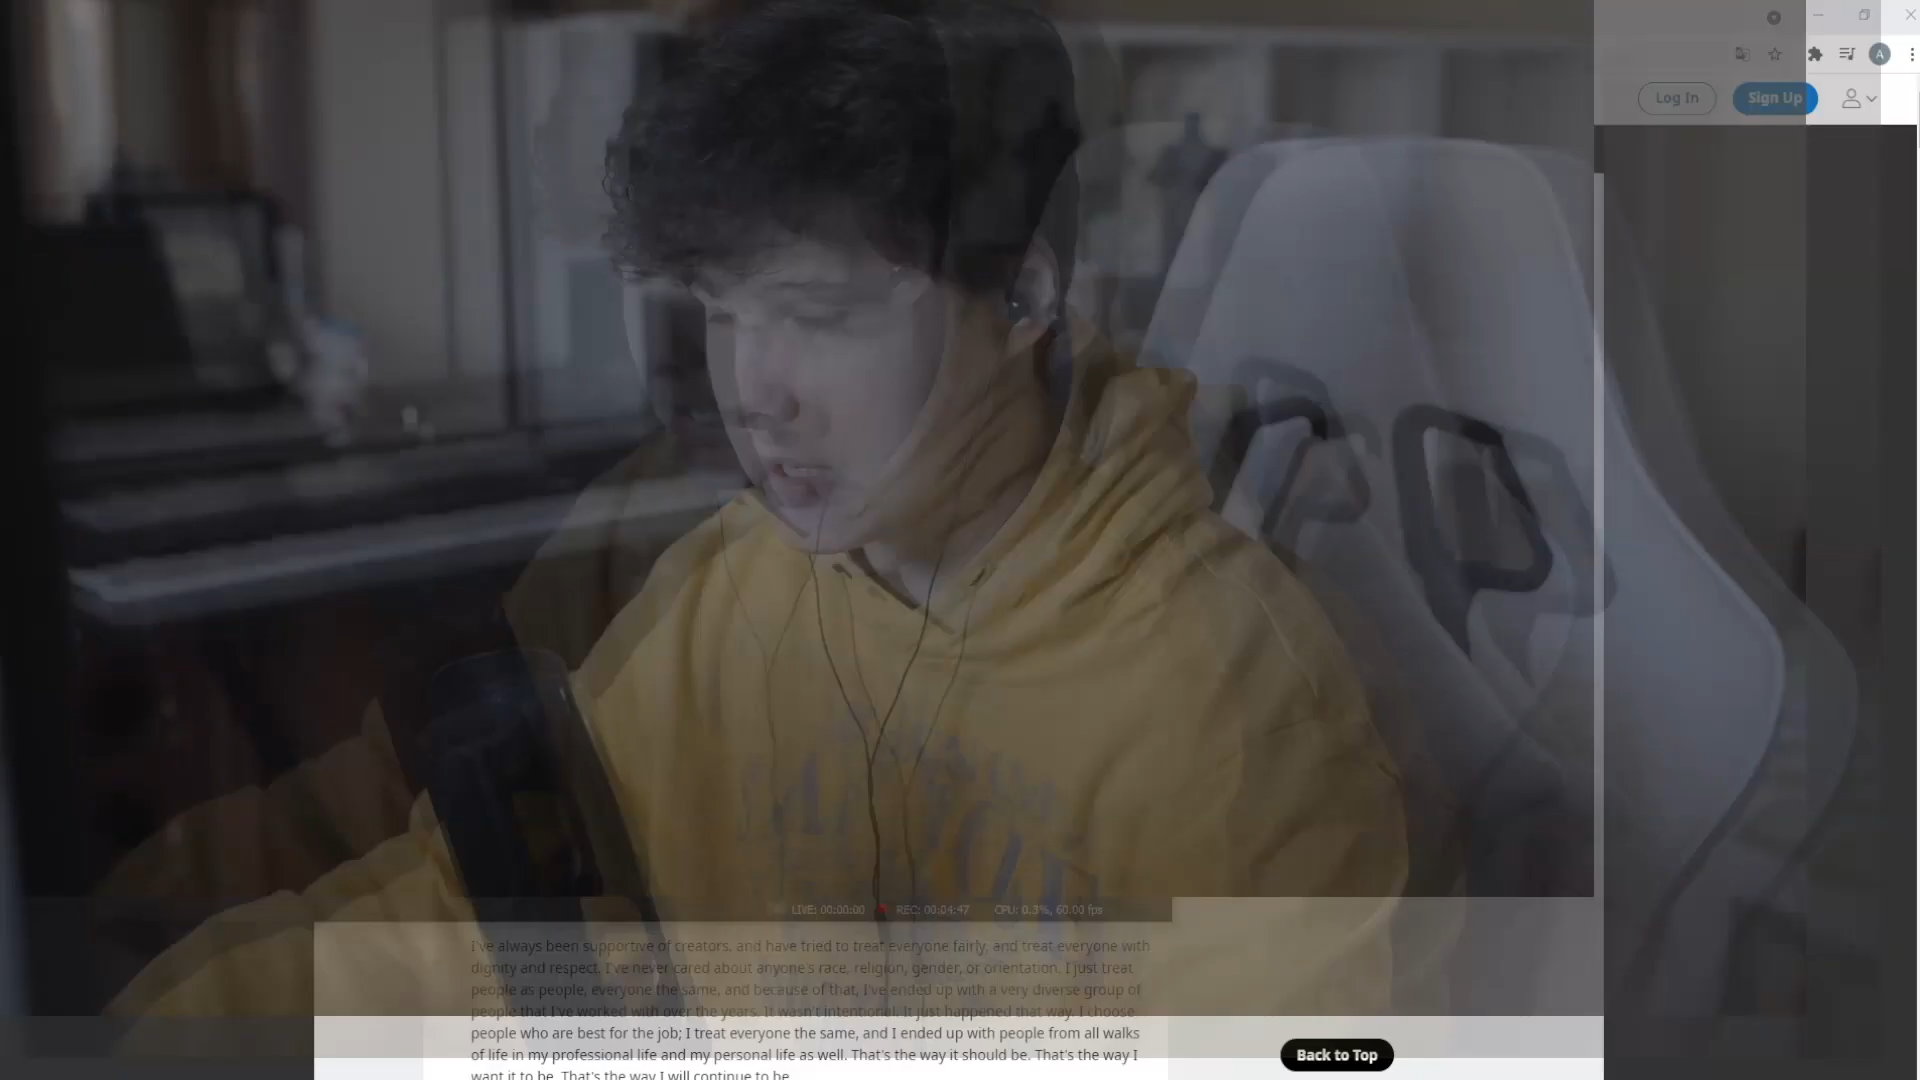 A
Log In
Sign Up
LIVE: 00:00:00 REC: 00:04:47 CPU: 0.3%, 60.00 fps
I've always been supportive of creators. and have tried to treat everyone fairly, and treat everyone with
dignity and respect. I've never cared about anyone's race, religion, gender, or orientation. I just treat
people as people, everyone the same, and because of that, I've ended up with a very diverse group of
people that I've worked with over the years. It wasn't intentional. It just happened that way. I choose
people who are best for the job; I treat everyone the same, and I ended up with people from all walks
of life in my professional life and my personal life as well. That's the way it should be. That's the way I
want it to be. That's the way I will continue to be.
Back to Top